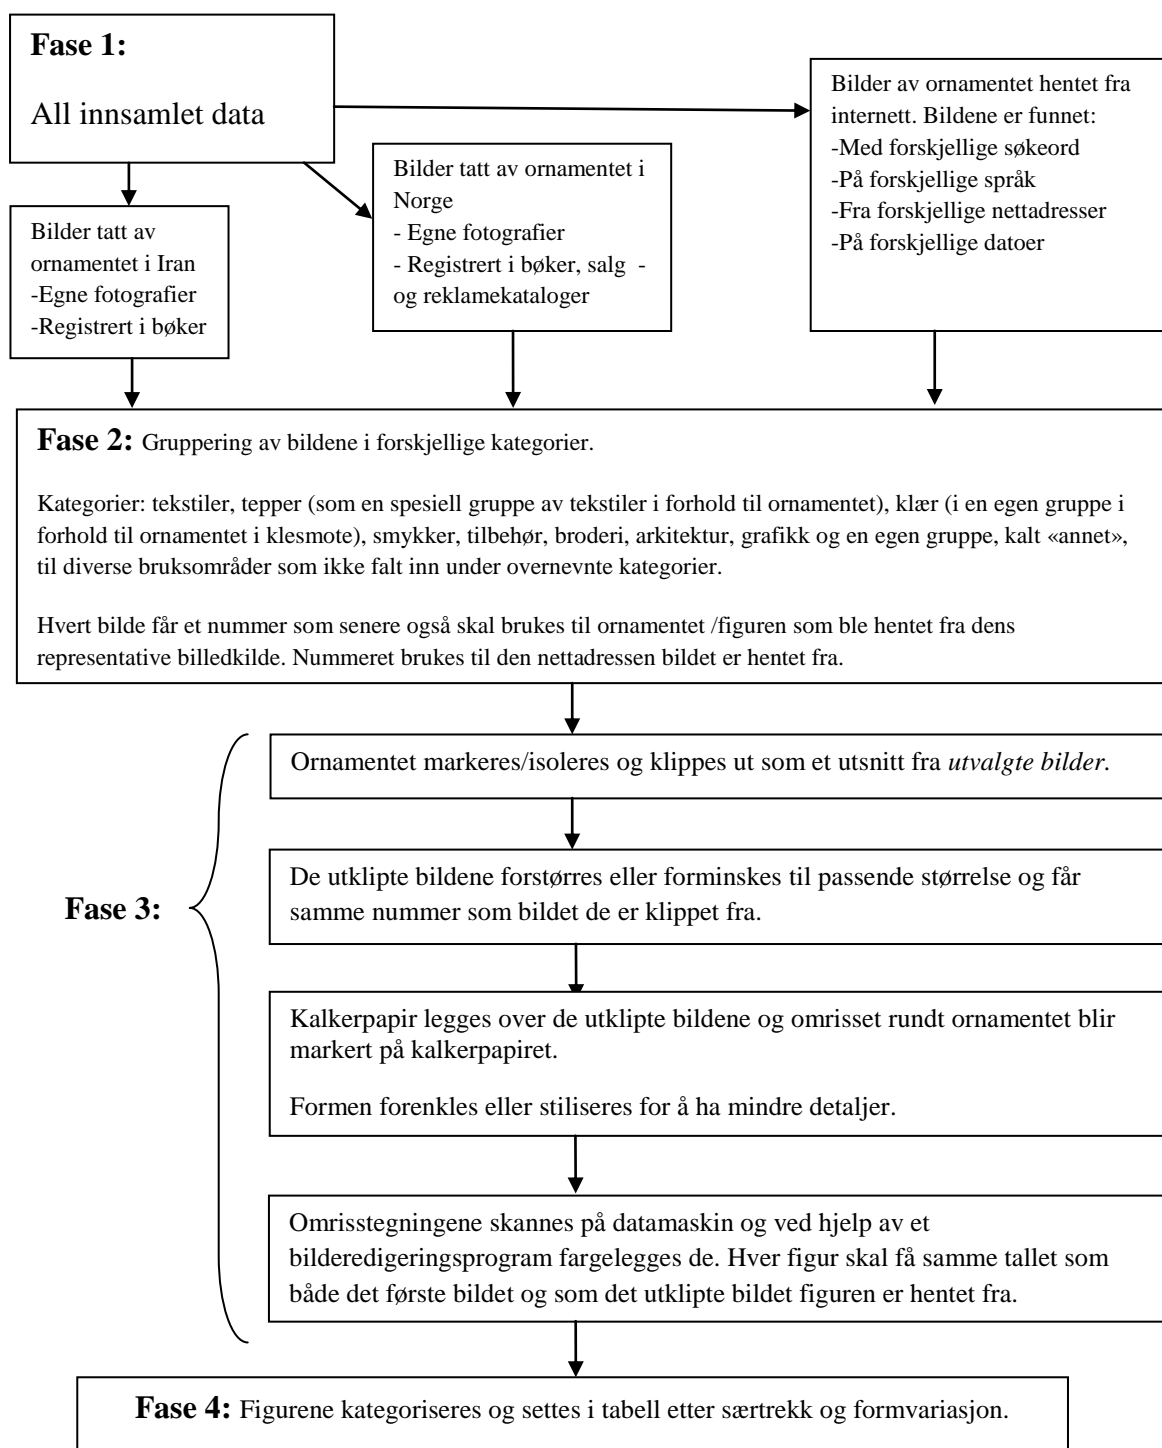 Fase 1:
All innsamlet data
Bilder tatt av
ornamentet i Iran
-Egne fotografier
-Registrert i bøker
Bilder tatt av ornamentet i
Norge
- Egne fotografier
- Registrert i bøker, salg -
og reklamekataloger
Bilder av ornamentet hentet fra
internett. Bildene er funnet:
-Med forskjellige søkeord
-På forskjellige språk
-Fra forskjellige nettadresser
-På forskjellige datoer
Fase 2: Gruppering av bildene i forskjellige kategorier.
Kategorier: tekstiler, tepper (som en spesiell gruppe av tekstiler i forhold til ornamentet), klær (i en egen gruppe i
forhold til ornamentet i klesmote), smykker, tilbehør, broderi, arkitektur, grafikk og en egen gruppe, kalt «annet»,
til diverse bruksområder som ikke falt inn under overnevnte kategorier.
Hvert bilde får et nummer som senere også skal brukes til ornamentet /figuren som ble hentet fra dens
representative billedkilde. Nummeret brukes til den nettadressen bildet er hentet fra.
Fase 3:
Ornamentet markeres/isoleres og klippes ut som et utsnitt fra utvalgte bilder.
De utklipte bildene forstørres eller forminskes til passende størrelse og får
samme nummer som bildet de er klippet fra.
Kalkerpapir legges over de utklipte bildene og omrisset rundt ornamentet blir
markert på kalkerpapiret.
Formen forenkles eller stiliseres for å ha mindre detaljer.
Omrisstegningene skannes på datamaskin og ved hjelp av et
bilderedigeringsprogram fargelegges de. Hver figur skal få samme tallet som
både det første bildet og som det utklipte bildet figuren er hentet fra.
Fase 4: Figurene kategoriseres og settes i tabell etter særtrekk og formvariasjon.